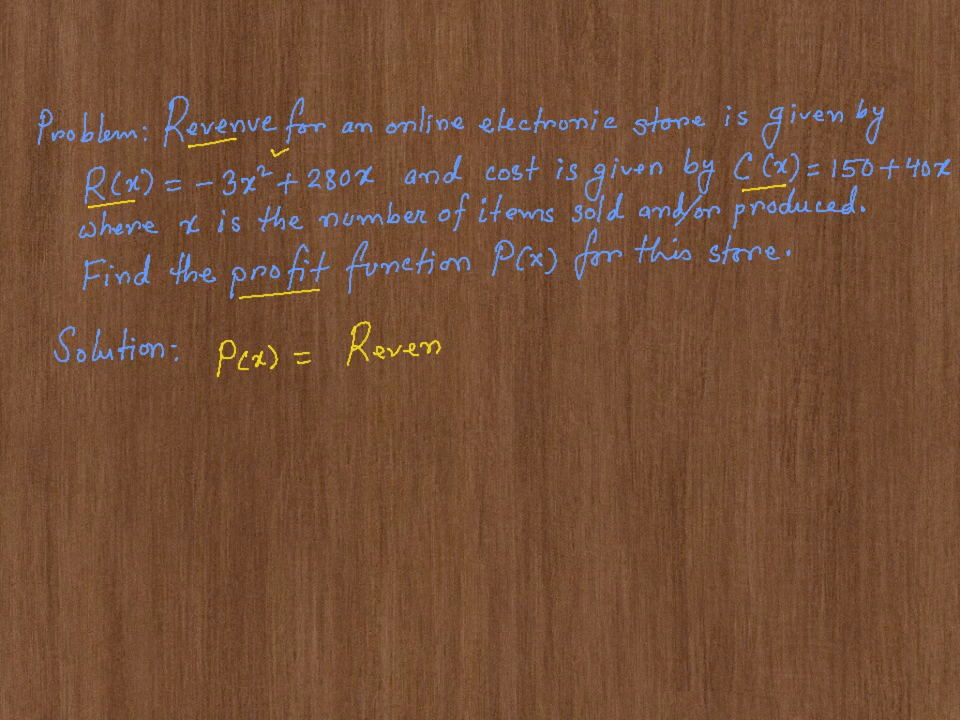 Problem: Revenue for an online electronic store is given by
R(x) = -3x² + 280x and cost is given by C(x) = 150 + 40x
where x is the number of items sold and/or produced.
Find the profit function P(x) for this store.
Solution: P(x) = Reven